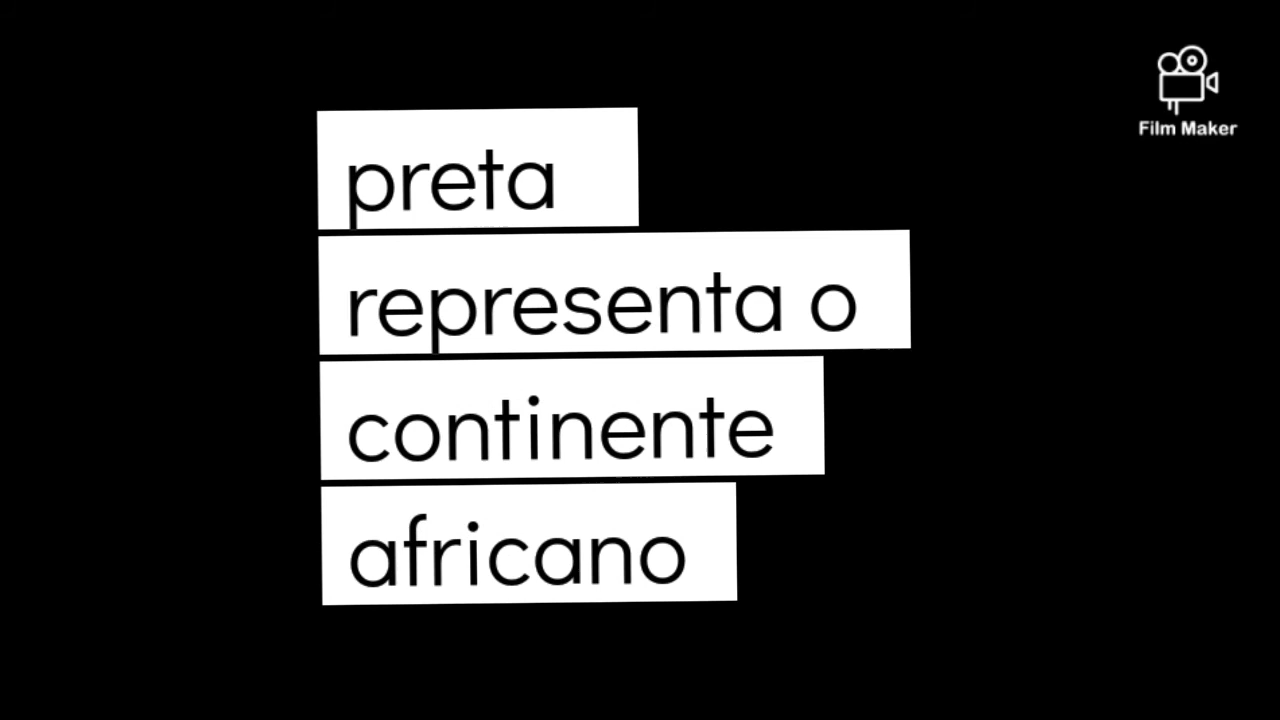 Film Maker
preta
representa o
continente
africano